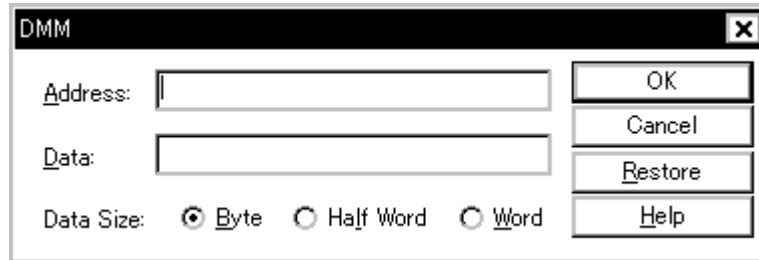 DMM
Address:
OK
Cancel
Data:
Restore
Data Size: Byte Half Word Word
Help